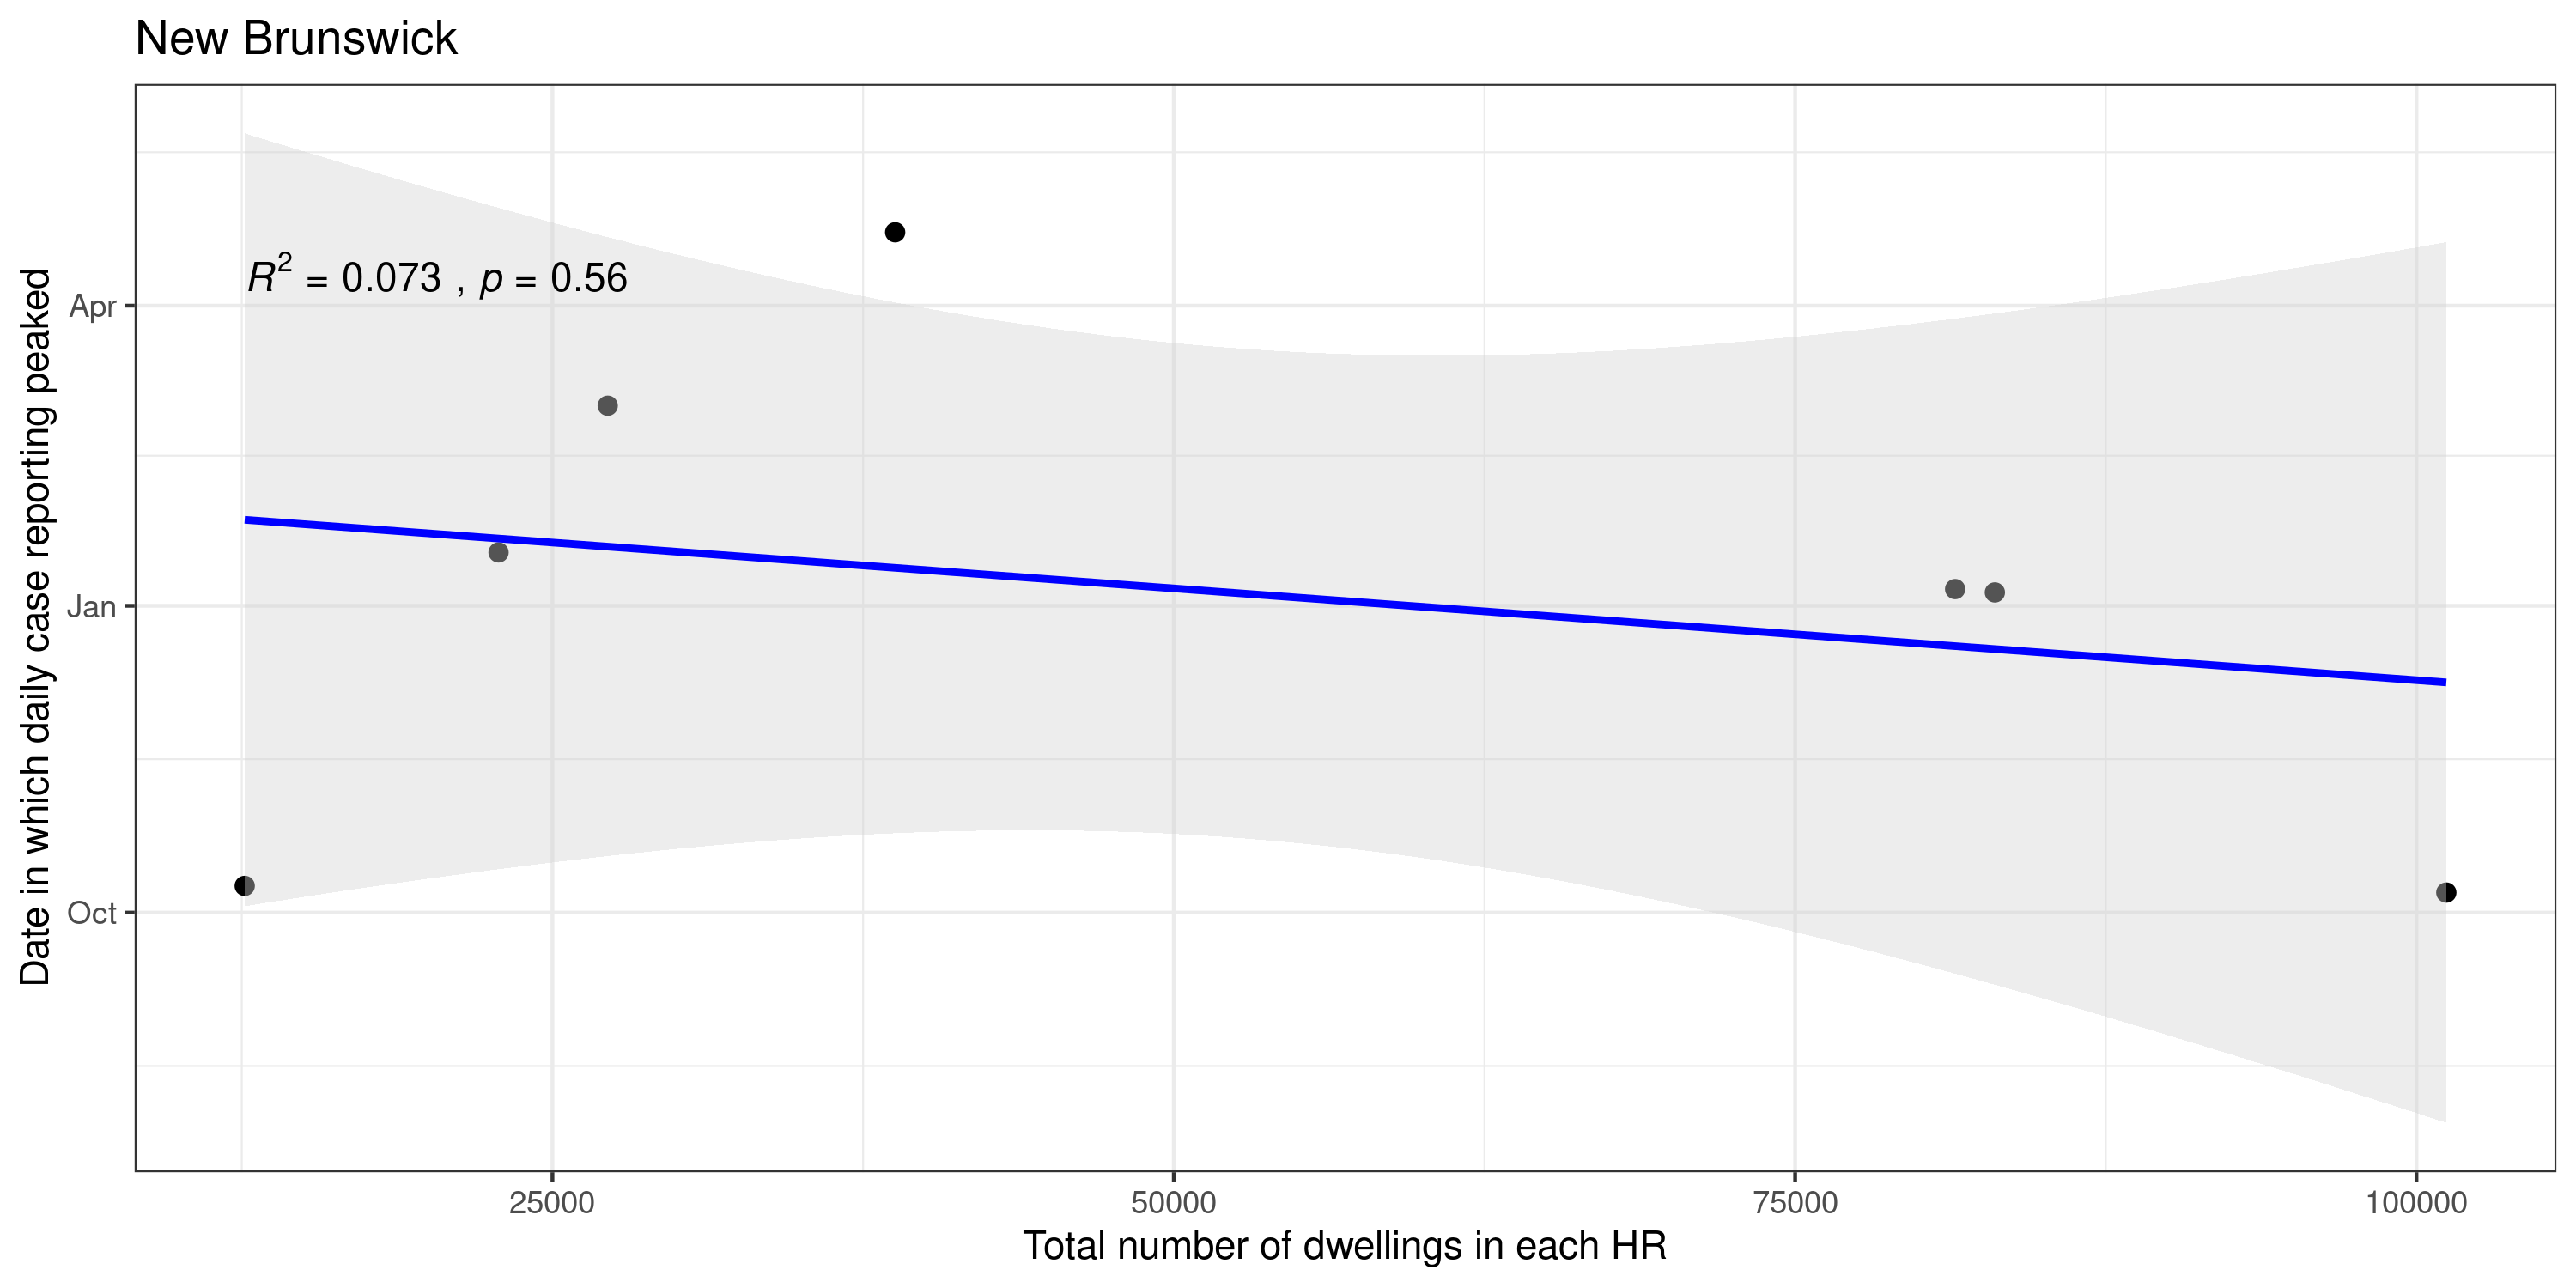 New Brunswick
R² = 0.073 , p = 0.56
Date in which daily case reporting peaked
Apr
Jan
Oct
25000 50000 75000 100000
Total number of dwellings in each HR